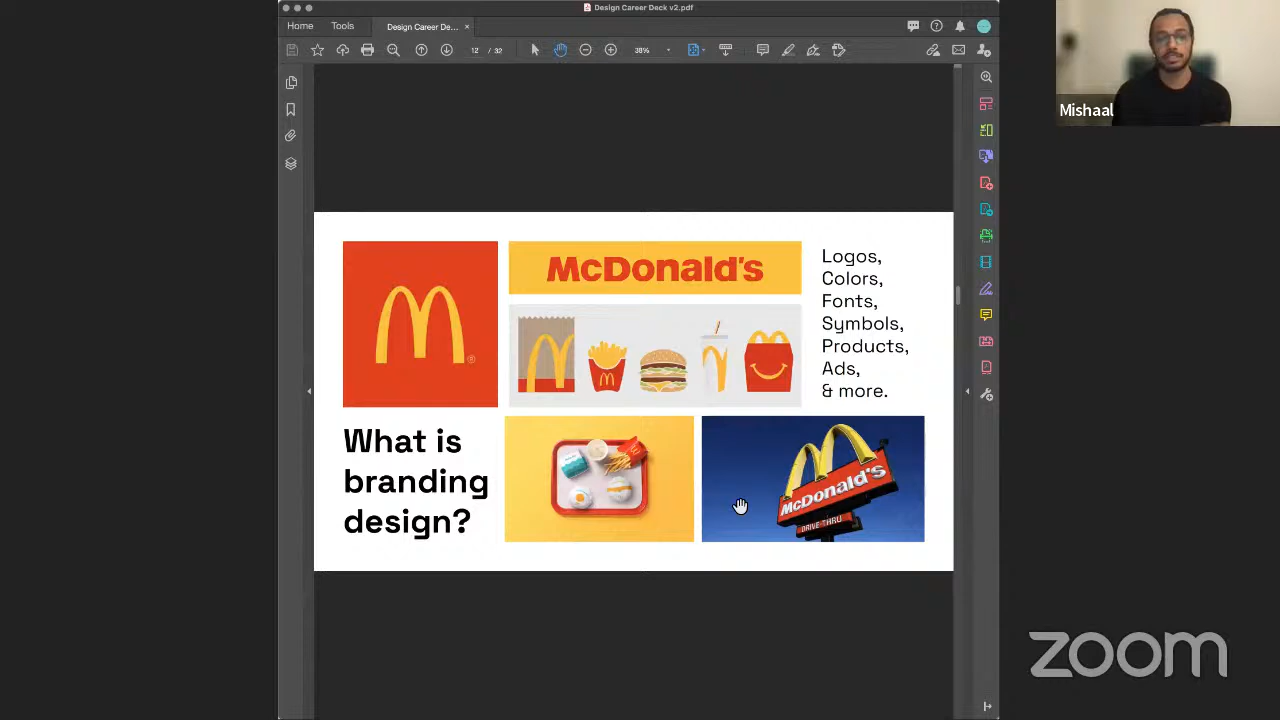 Design Career Deck v2.pdf
Home
Tools
Design Career De...
12 / 32
38%
Mishaal
McDonald's
Logos,
Colors,
Fonts,
Symbols,
Products,
Ads,
& more.
What is
branding
design?
McDonald's
DRIVE-THRU
zoom